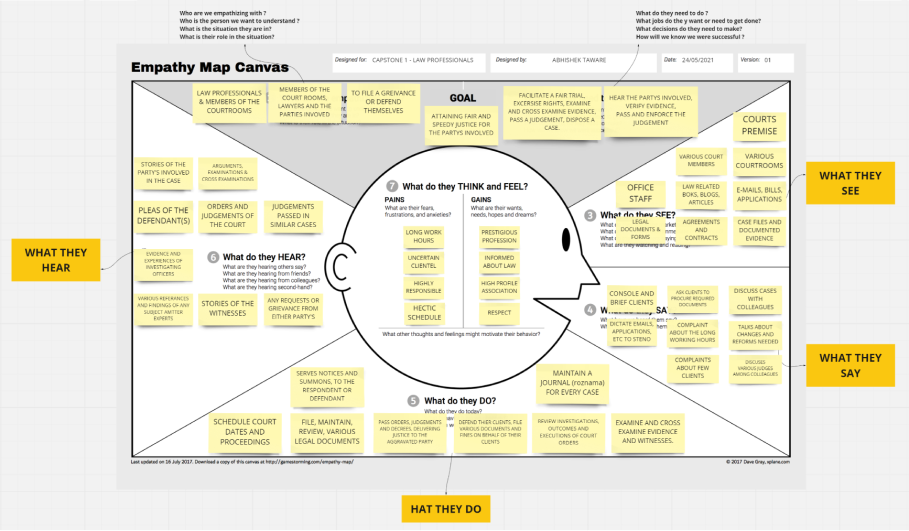 Who are we empathizing with ?
Who is the person we want to understand ?
What is the situation they are in?
What is their role in the situation?
What do they need to do ?
What jobs do the y want or need to get done?
What decisions do they need to make?
How will we know we were successful ?
Empathy Map Canvas
Designed for: CAPSTONE 1 - LAW PROFESSIONALS
Designed by: ABHISHEK TAWARE
Date: 24/05/2021
Version: 01
LAW PROFESSIONALS
& MEMBERS OF THE
COURTROOMS
MEMBERS OF THE
COURT ROOMS,
LAWYERS AND THE
PARTIES INVOVED
TO FILE A GREIVANCE
OR DEFEND
THEMSELVES
GOAL
ATTAINING FAIR AND
SPEEDY JUSTICE FOR
THE PARTYS INVOLVED
FACILITATE A FAIR TRIAL,
EXCERSISE RIGHTS, EXAMINE
AND CROSS EXAMINE EVIDENCE,
PASS A JUDGEMENT, DISPOSE A
CASE.
HEAR THE PARTYS INVOLVED,
VERIFY EVIDENCE,
PASS AND ENFORCE THE
JUDGEMENT
COURTS
PREMISE
STORIES OF THE
PARTY'S INVOLVED
IN THE CASE
ARGUMENTS,
EXAMINATIONS &
CROSS EXAMINATIONS
PLEAS OF THE
DEFENDANT(S)
ORDERS AND
JUDGEMENTS OF
THE COURT
JUDGEMENTS
PASSED IN
SIMILAR CASES
WHAT THEY
HEAR
EVIDENCE AND
EXPERIENCES OF
INVESTIGATING
OFFICERS
6 What do they HEAR?
What are they hearing others say?
What are they hearing from friends?
What are they hearing from colleagues?
What are they hearing second-hand?
VARIOUS REFERANCES
AND FINDINGS OF ANY
SUBJECT AMTTER
EXPERTS
STORIES OF THE
WITNESSES
ANY REQUESTS OR
GRIEVANCE FROM
EITHER PARTY'S
7 What do they THINK and FEEL?
PAINS
What are their fears,
frustrations, and anxieties?
GAINS
What are their wants,
needs, hopes and dreams?
LONG WORK
HOURS
PRESTIGIOUS
PROFESSION
UNCERTAIN
CLIENTEL
INFORMED
ABOUT LAW
HIGHLY
RESPONSIBLE
HIGH PROFILE
ASSOCIATION
HECTIC
SCHEDULE
RESPECT
What other thoughts and feelings might motivate their behavior?
VARIOUS COURT
MEMBERS
VARIOUS
COURTROOMS
OFFICE
STAFF
LAW RELATED
BOKS, BLOGS,
ARTICLES
E-MAILS, BILLS,
APPLICATIONS
WHAT THEY
SEE
3 What do they SEE?
LEGAL
DOCUMENTS &
FORMS
AGREEMENTS
AND
CONTRACTS
CASE FILES AND
DOCUMENTED
EVIDENCE
What are they watching and
4
CONSOLE AND
BRIEF CLIENTS
ASK CLIENTS TO
PROCURE REQUIRED
DOCUMENTS
DISCUSS CASES
WITH
COLLEAGUES
DICTATE EMAILS,
APPLICATIONS,
ETC TO STENO
COMPLAINT
ABOUT THE LONG
WORKING HOURS
TALKS ABOUT
CHANGES AND
REFORMS NEEDED
COMPLAINTS
ABOUT FEW
CLIENTS
DISCUSES
VARIOUS JUDGES
AMONG COLLEAGUES
WHAT THEY
SAY
SERVES NOTICES AND
SUMMONS, TO THE
RESPONDENT OR
DEFENDANT
5 What do they DO?
What do they do today?
MAINTAIN A
JOURNAL (roznama)
FOR EVERY CASE
SCHEDULE COURT
DATES AND
PROCEEDINGS
FILE, MAINTAIN,
REVIEW, VARIOUS
LEGAL DOCUMENTS
PASS ORDERS, JUDGEMENTS
AND DECREES, DELIVERING
JUSTICE TO THE
AGGRAVATED PARTY
DEFEND THIER CLIENTS, FILE
VARIOUS DOCUMENTS AND
FINES ON BEHALF OF THEIR
CLIENTS
REVIEW INVESTIGATIONS,
OUTCOMES AND
EXECUTIONS OF COURT
ORDERS
EXAMINE AND CROSS
EXAMINE EVIDENCE
AND WITNESSES.
Last updated on 16 July 2017. Download a copy of this canvas at http://gamestorming.com/empathy-map/
© 2017 Dave Gray, xplane.com
HAT THEY DO